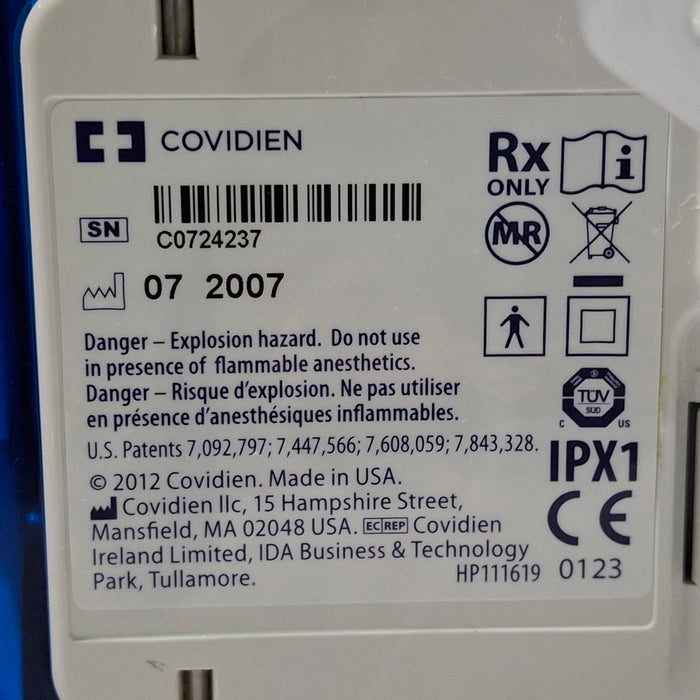 COVIDIEN
Rx
ONLY
i
SN
C0724237
MR
07 2007
Danger – Explosion hazard. Do not use
in presence of flammable anesthetics.
Danger – Risque d'explosion. Ne pas utiliser
en présence d'anesthésiques inflammables.
TÜV
SÜD
C US
U.S. Patents 7,092,797; 7,447,566; 7,608,059; 7,843,328.
IPX1
© 2012 Covidien. Made in USA.
Covidien llc, 15 Hampshire Street,
Mansfield, MA 02048 USA. EC REP Covidien
Ireland Limited, IDA Business & Technology
Park, Tullamore.
HP111619
CE
0123